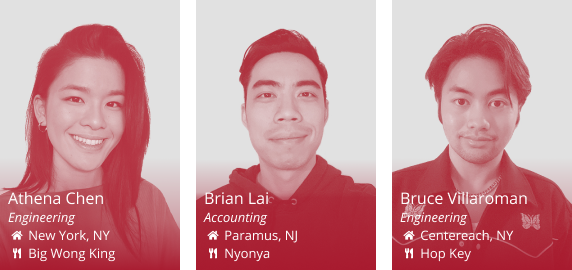 Athena Chen
Engineering
New York, NY
Big Wong King
Brian Lai
Accounting
Paramus, NJ
Nyonya
Bruce Villaroman
Engineering
Centereach, NY
Hop Key